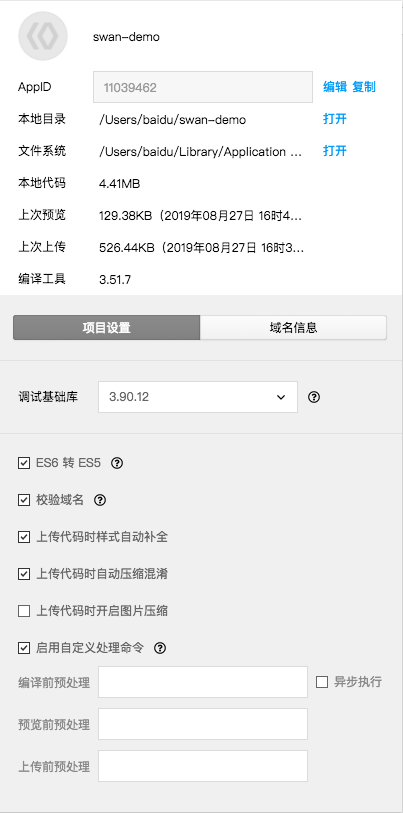 swan-demo
AppID 11039462 编辑 复制
本地目录 /Users/baidu/swan-demo 打开
文件系统 /Users/baidu/Library/Application ... 打开
本地代码 4.41MB
上次预览 129.38KB（2019年08月27日 16时4...
上次上传 526.44KB（2019年08月27日 16时3...
编译工具 3.51.7
项目设置 域名信息
调试基础库 3.90.12
ES6 转 ES5
校验域名
上传代码时样式自动补全
上传代码时自动压缩混淆
上传代码时开启图片压缩
启用自定义处理命令
编译前预处理 异步执行
预览前预处理
上传前预处理